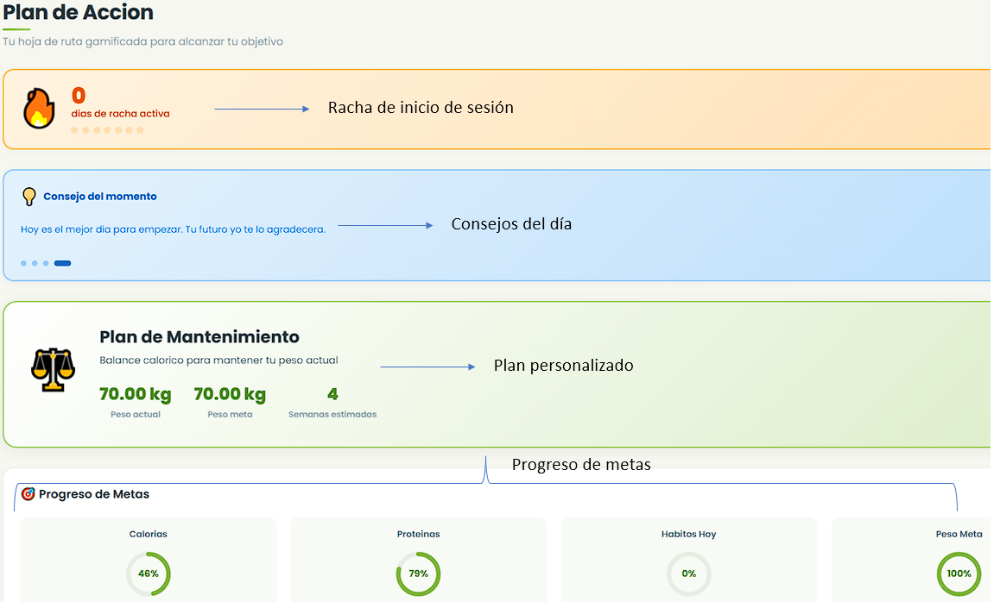 Plan de Accion
Tu hoja de ruta gamificada para alcanzar tu objetivo
0
dias de racha activa
Racha de inicio de sesión
Consejo del momento
Hoy es el mejor dia para empezar. Tu futuro yo te lo agradecera.
Consejos del día
Plan de Mantenimiento
Balance calorico para mantener tu peso actual
Plan personalizado
70.00 kg 70.00 kg 4
Peso actual Peso meta Semanas estimadas
Progreso de metas
Progreso de Metas
Calorias Proteinas Habitos Hoy Peso Meta
46% 79% 0% 100%